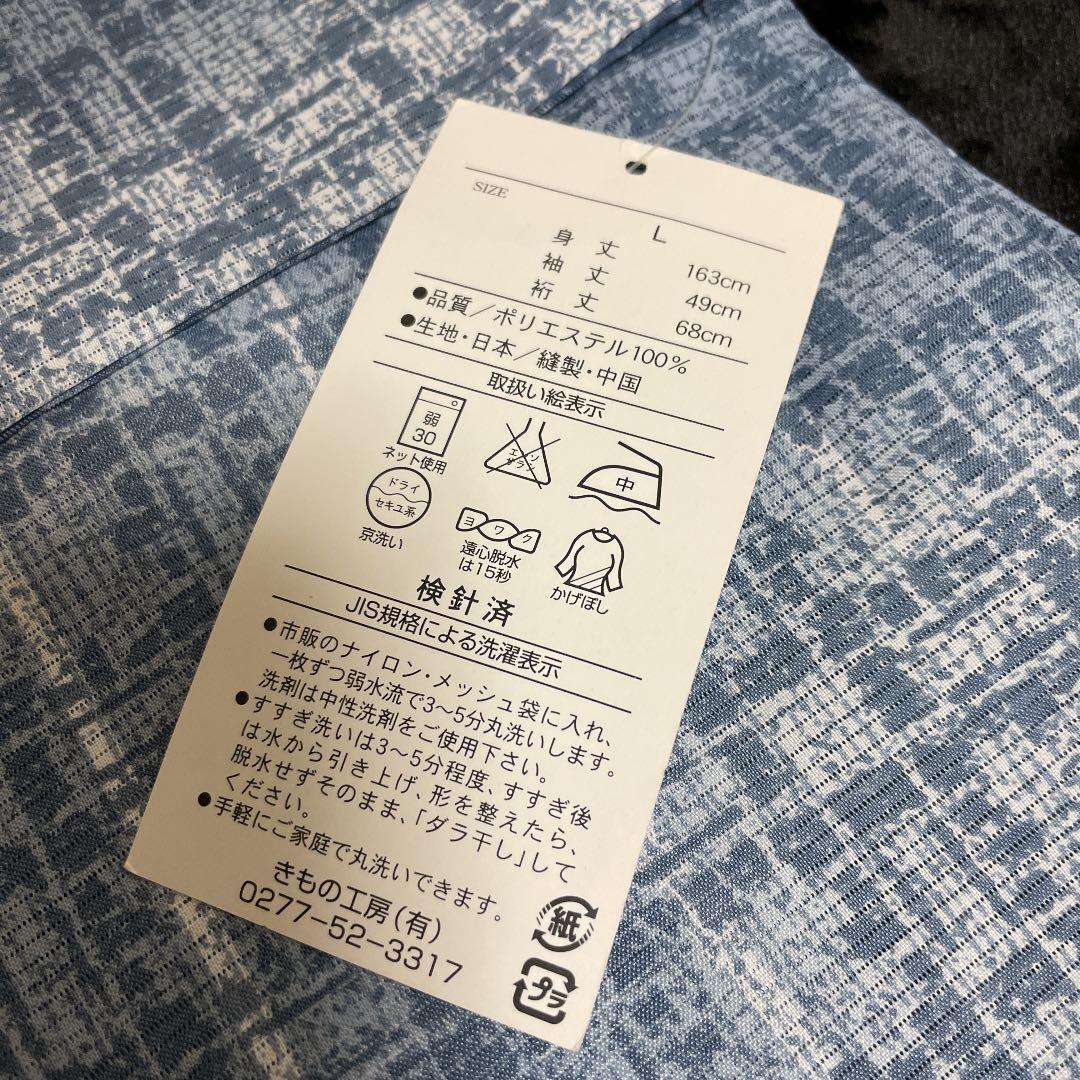 SIZE
L
身丈 163cm
袖丈 49cm
裄丈 68cm
●品質／ポリエステル100%
●生地・日本／縫製・中国
取扱い絵表示
弱
30
ネット使用
エンソ
サラシ
中
ドライ
セキユ系
京洗い
ヨワク
遠心脱水
は15秒
かげぼし
検針済
JIS規格による洗濯表示
●市販のナイロン・メッシュ袋に入れ、
一枚ずつ弱水流で3〜5分丸洗いします。
洗剤は中性洗剤をご使用下さい。
●すすぎ洗いは3〜5分程度、すすぎ後
は水から引き上げ、形を整えたら、
脱水せずそのまま、「ダラ干し」して
ください。
●手軽にご家庭で丸洗いできます。
きもの工房(有)
0277-52-3317
紙
プラ